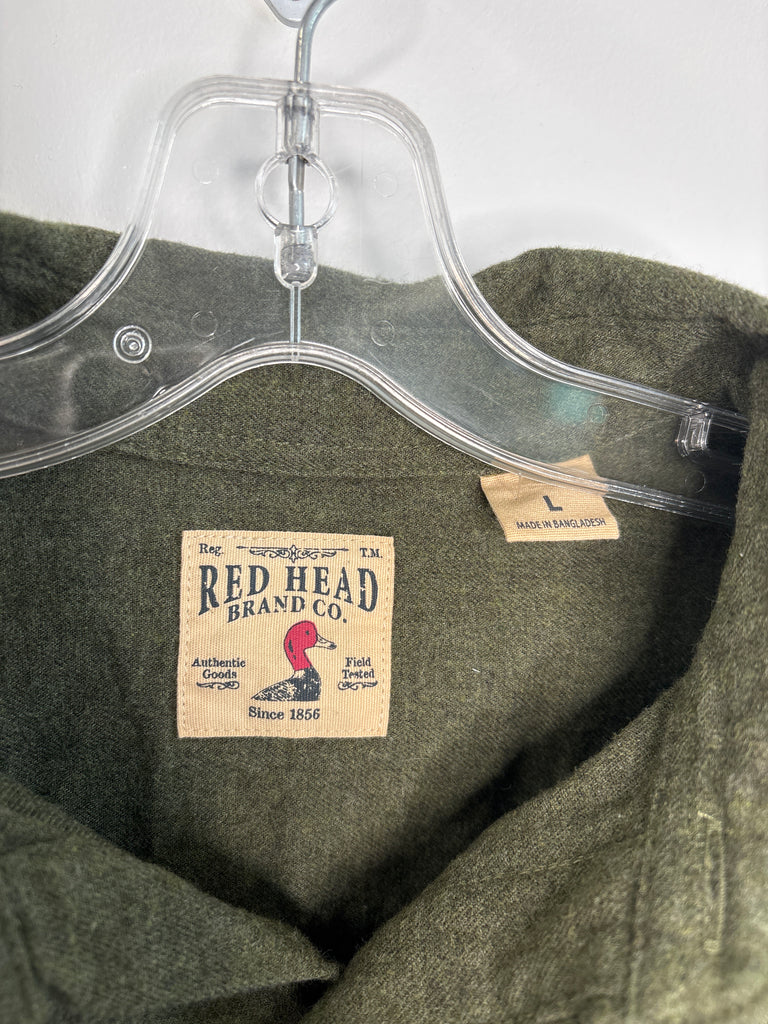 L
MADE IN BANGLADESH
Reg. T.M.
RED HEAD
BRAND CO.
Authentic Goods
Field Tested
Since 1856